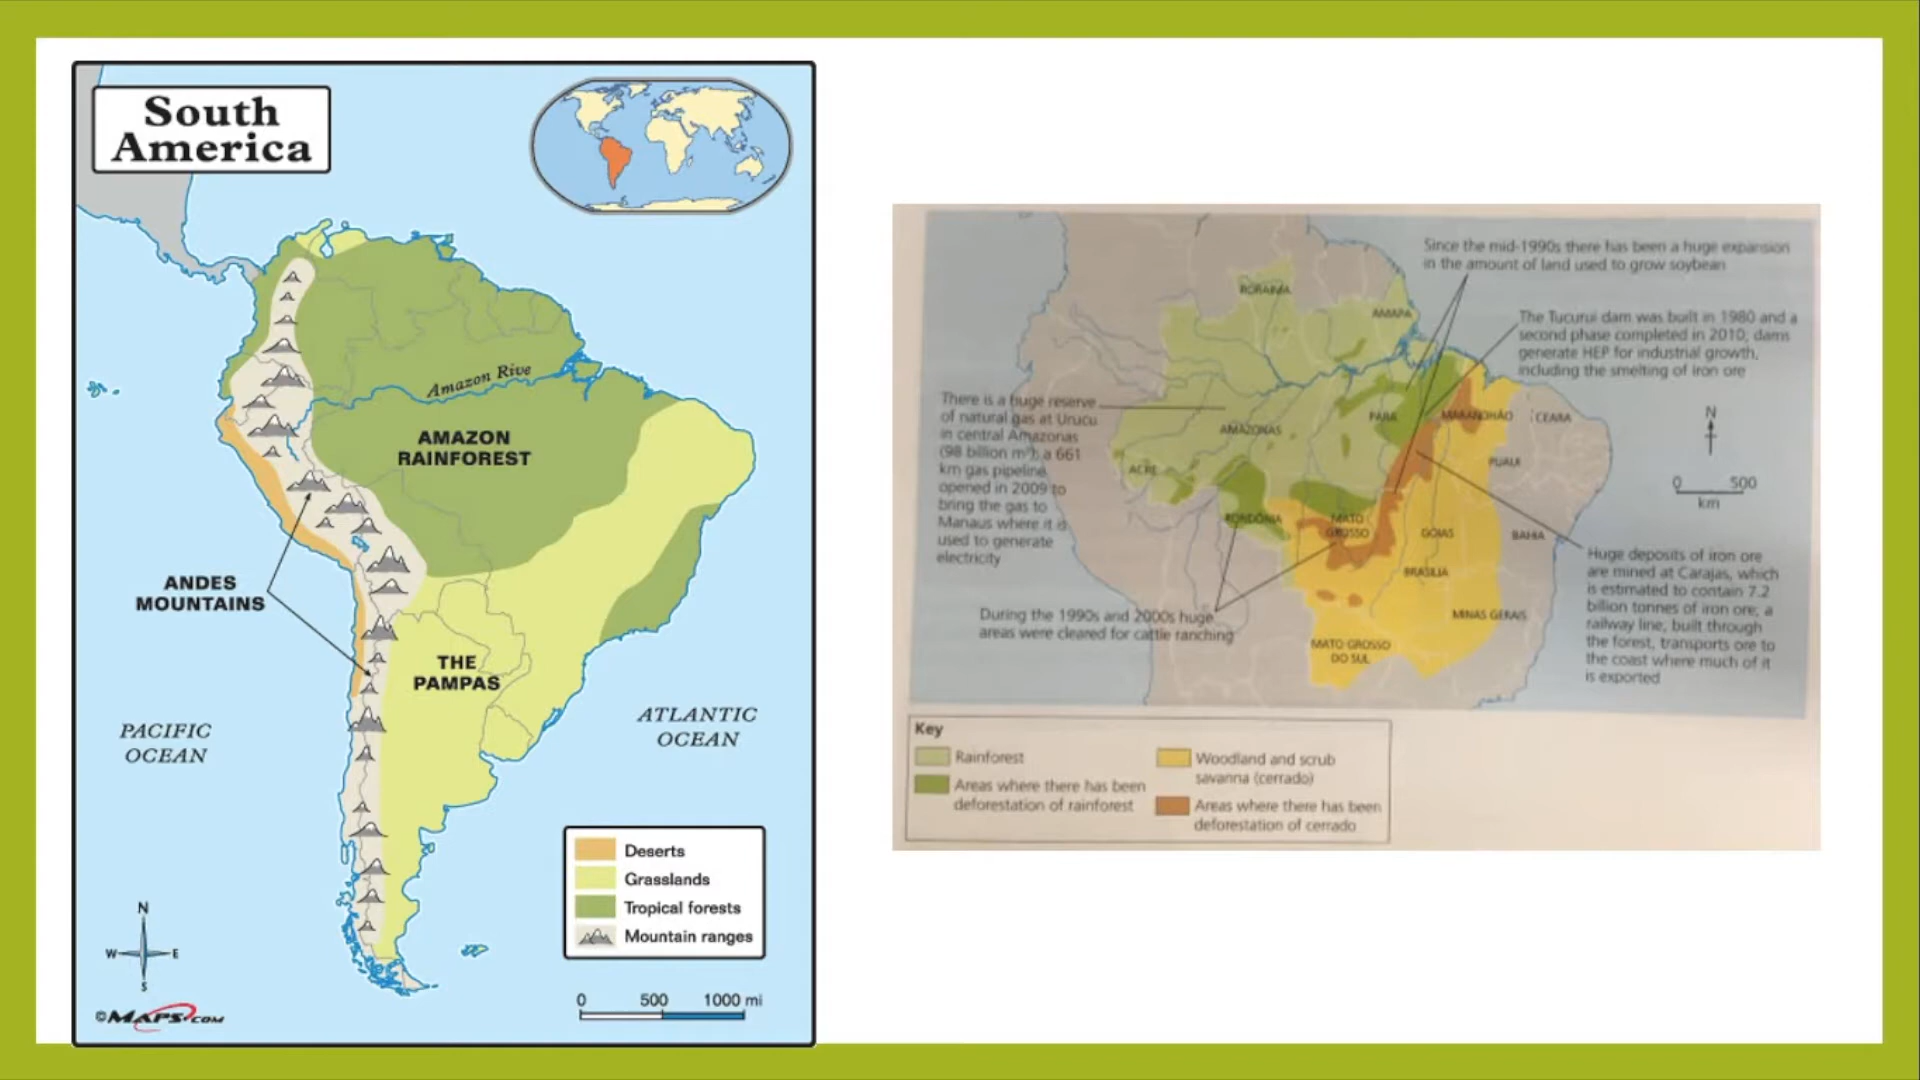 South
America
Amazon Rive
AMAZON
RAINFOREST
ANDES
MOUNTAINS
THE
PAMPAS
PACIFIC
OCEAN
ATLANTIC
OCEAN
Deserts
Grasslands
Tropical forests
Mountain ranges
N
W E
S
0 500 1000 mi
©MAPS.COM
Since the mid-1990s there has been a huge expansion
in the amount of land used to grow soybean
The Tucurui dam was built in 1980 and a
second phase completed in 2010, dams
generate HEP for industrial growth,
including the smelting of iron ore
There is a huge reserve
of natural gas at Urucu
in central Amazonas
(98 billion m³); a 661
km gas pipeline
opened in 2009 to
bring the gas to
Manaus where it is
used to generate
electricity
During the 1990s and 2000s huge
areas were cleared for cattle ranching
Huge deposits of iron ore
are mined at Carajas, which
is estimated to contain 7.2
billion tonnes of iron ore; a
railway line, built through
the forest, transports ore to
the coast where much of it
is exported
RORAIMA
AMAPA
AMAZONAS
PARA
MARANHÃO
CEARA
ACRE
PUAUI
RONDÔNIA
MATO
GROSSO
GOIAS
BAHIA
BRASILIA
MINAS GERAIS
MATO GROSSO
DO SUL
N
0 500
km
Key
Rainforest
Areas where there has been
deforestation of rainforest
Woodland and scrub
savanna (cerrado)
Areas where there has been
deforestation of cerrado